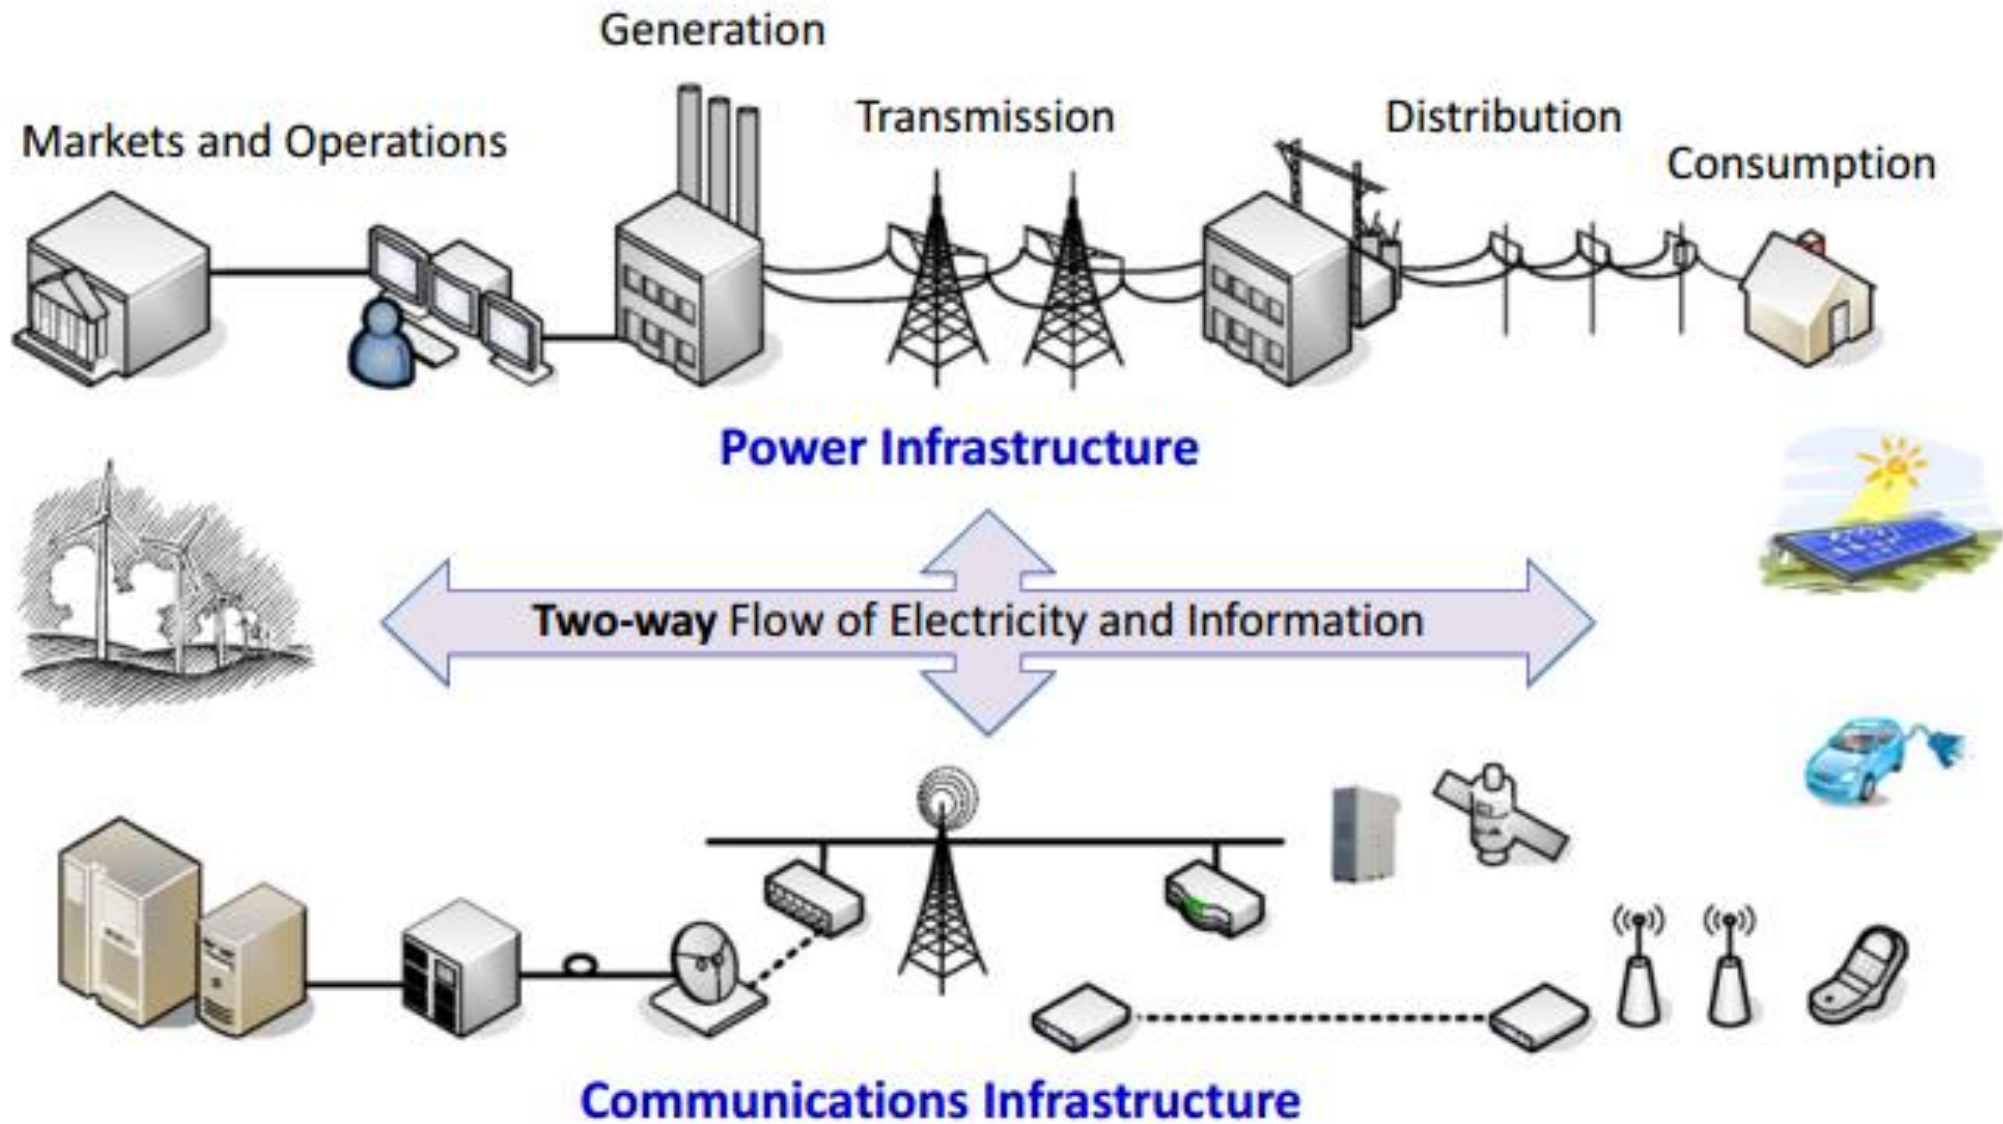 Generation
Markets and Operations
Transmission
Distribution
Consumption
Power Infrastructure
Two-way Flow of Electricity and Information
Communications Infrastructure